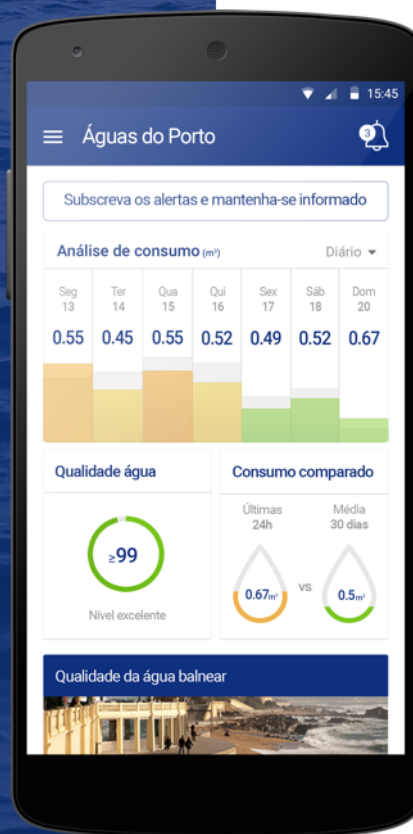 15:45
Águas do Porto
3
Subscreva os alertas e mantenha-se informado
Análise de consumo (m³)
Diário
Seg Ter Qua Qui Sex Sáb Dom
13 14 15 16 17 18 20
0.55 0.45 0.55 0.52 0.49 0.52 0.67
Qualidade água
≥99
Nível excelente
Consumo comparado
Últimas 24h
Média 30 dias
0.67m³ vs 0.5m³
Qualidade da água balnear